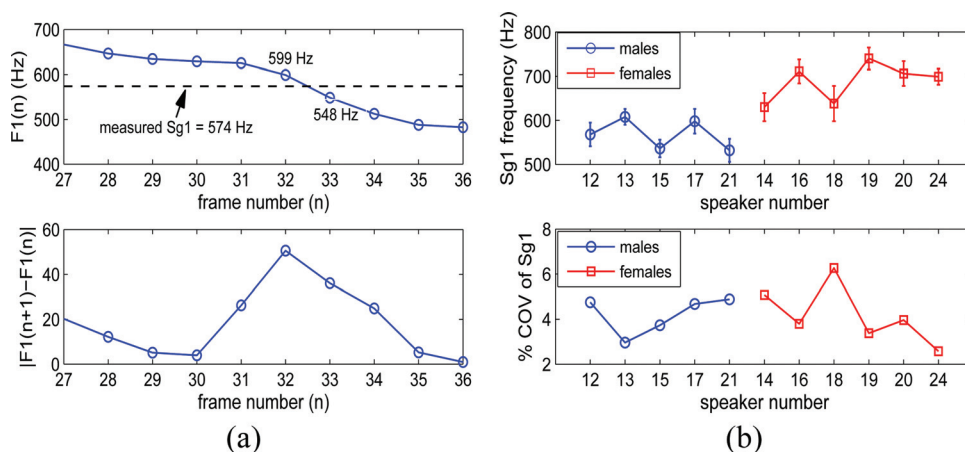 700
600
500
400
F1(n) (Hz)
599 Hz
548 Hz
measured Sg1 = 574 Hz
27 28 29 30 31 32 33 34 35 36
frame number (n)
60
40
20
0
|F1(n+1)−F1(n)|
27 28 29 30 31 32 33 34 35 36
frame number (n)
(a)
800
700
600
500
Sg1 frequency (Hz)
males
females
12 13 15 17 21 14 16 18 19 20 24
speaker number
8
6
4
2
% COV of Sg1
males
females
12 13 15 17 21 14 16 18 19 20 24
speaker number
(b)